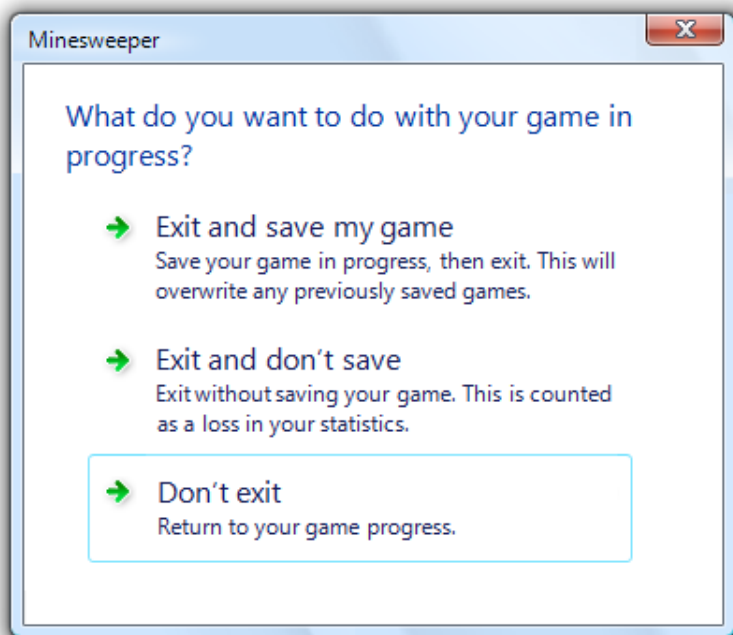 Minesweeper
What do you want to do with your game in
progress?
Exit and save my game
Save your game in progress, then exit. This will
overwrite any previously saved games.
Exit and don't save
Exit without saving your game. This is counted
as a loss in your statistics.
Don't exit
Return to your game progress.